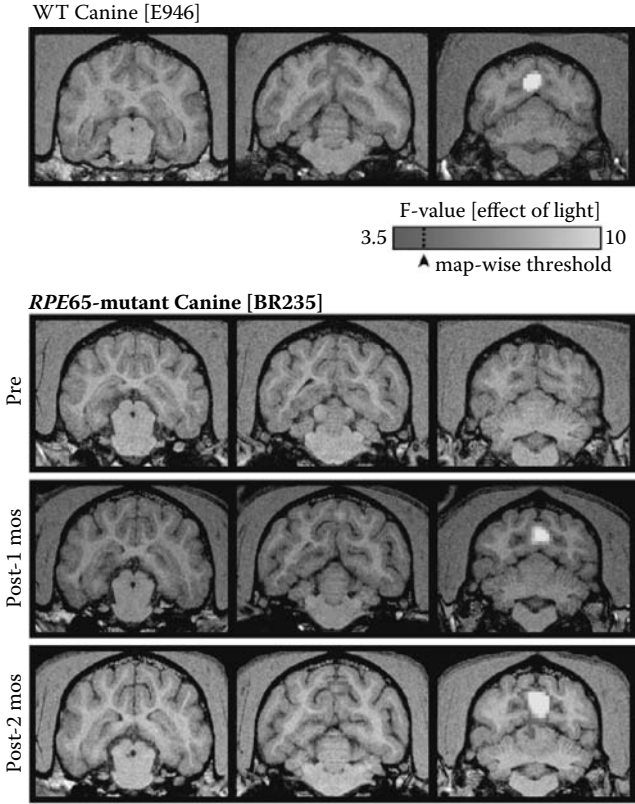 WT Canine [E946]
F-value [effect of light]
3.5 10
map-wise threshold
RPE65-mutant Canine [BR235]
Pre
Post-1 mos
Post-2 mos